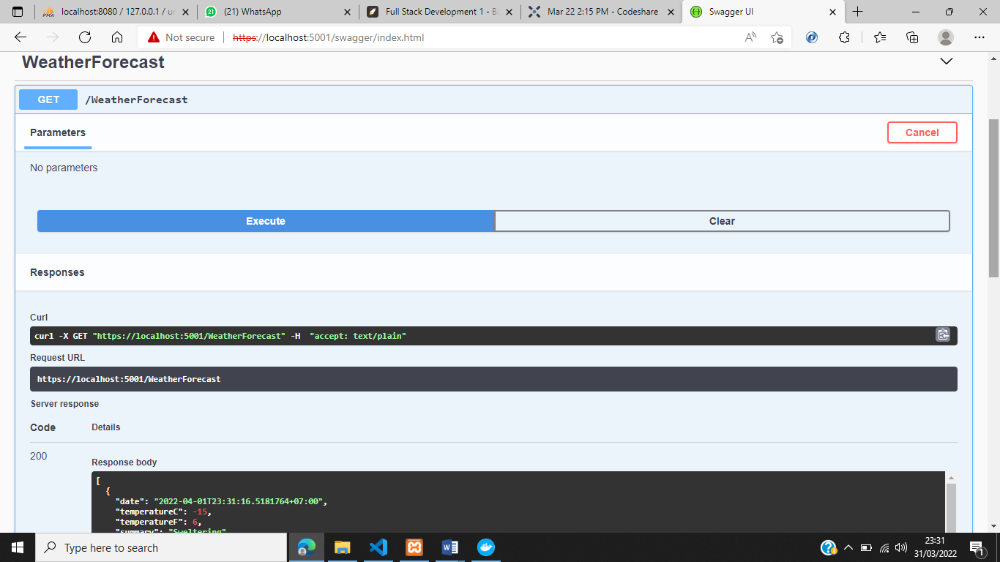 localhost:8080 / 127.0.0.1 /
(21) WhatsApp
Full Stack Development 1 -
Mar 22 2:15 PM - Codeshare
Swagger UI
Not secure
https://localhost:5001/swagger/index.html
WeatherForecast
GET
/WeatherForecast
Parameters
Cancel
No parameters
Execute
Clear
Responses
Curl
curl -X GET "https://localhost:5001/WeatherForecast" -H  "accept: text/plain"
Request URL
https://localhost:5001/WeatherForecast
Server response
Code
Details
200
Response body
[
{
"date": "2022-04-01T23:31:16.5181764+07:00",
"temperatureC": -15,
"temperatureF": 6,
"summary": "Sweltering"
Type here to search
23:31
31/03/2022
1